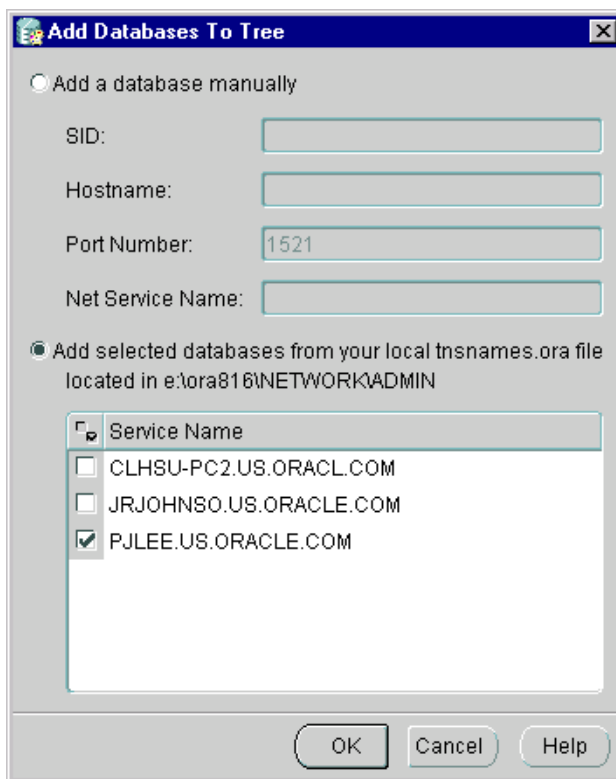 Add Databases To Tree
Add a database manually
SID:
Hostname:
Port Number: 1521
Net Service Name:
Add selected databases from your local tnsnames.ora file
located in e:\ora816\NETWORK\ADMIN
Service Name
CLHSU-PC2.US.ORACL.COM
JRJOHNSO.US.ORACLE.COM
PJLEE.US.ORACLE.COM
OK Cancel Help